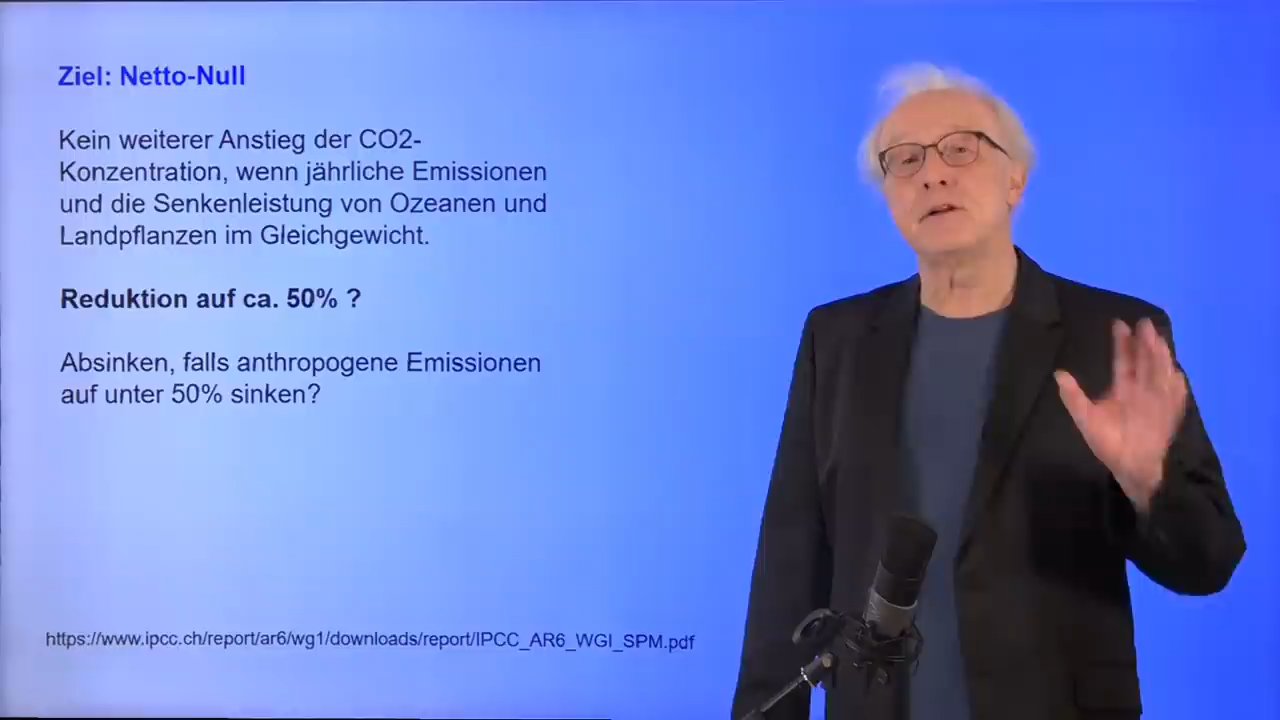 Ziel: Netto-Null
Kein weiterer Anstieg der CO2-
Konzentration, wenn jährliche Emissionen
und die Senkenleistung von Ozeanen und
Landpflanzen im Gleichgewicht.
Reduktion auf ca. 50% ?
Absinken, falls anthropogene Emissionen
auf unter 50% sinken?
https://www.ipcc.ch/report/ar6/wg1/downloads/report/IPCC_AR6_WGI_SPM.pdf